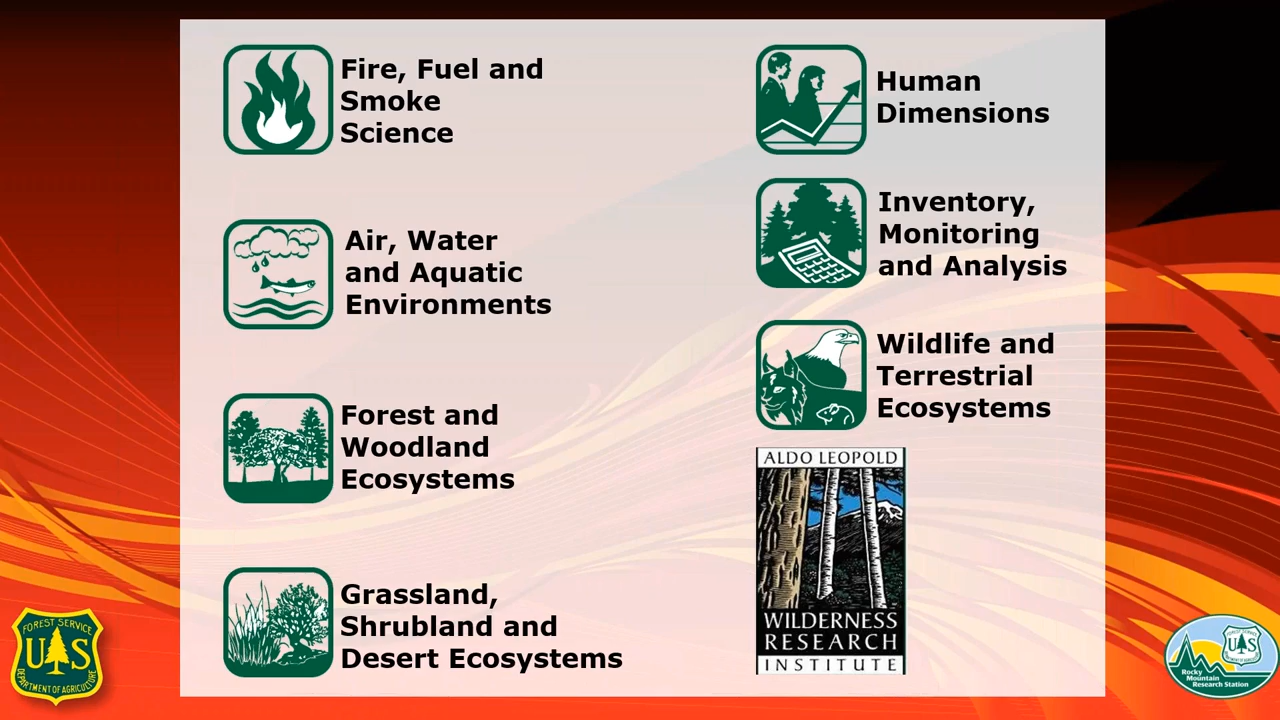 Fire, Fuel and
Smoke
Science
Air, Water
and Aquatic
Environments
Forest and
Woodland
Ecosystems
Grassland,
Shrubland and
Desert Ecosystems
Human
Dimensions
Inventory,
Monitoring
and Analysis
Wildlife and
Terrestrial
Ecosystems
ALDO LEOPOLD
WILDERNESS
RESEARCH
INSTITUTE
FOREST SERVICE
U S
DEPARTMENT OF AGRICULTURE
U S
Rocky
Mountain
Research Station